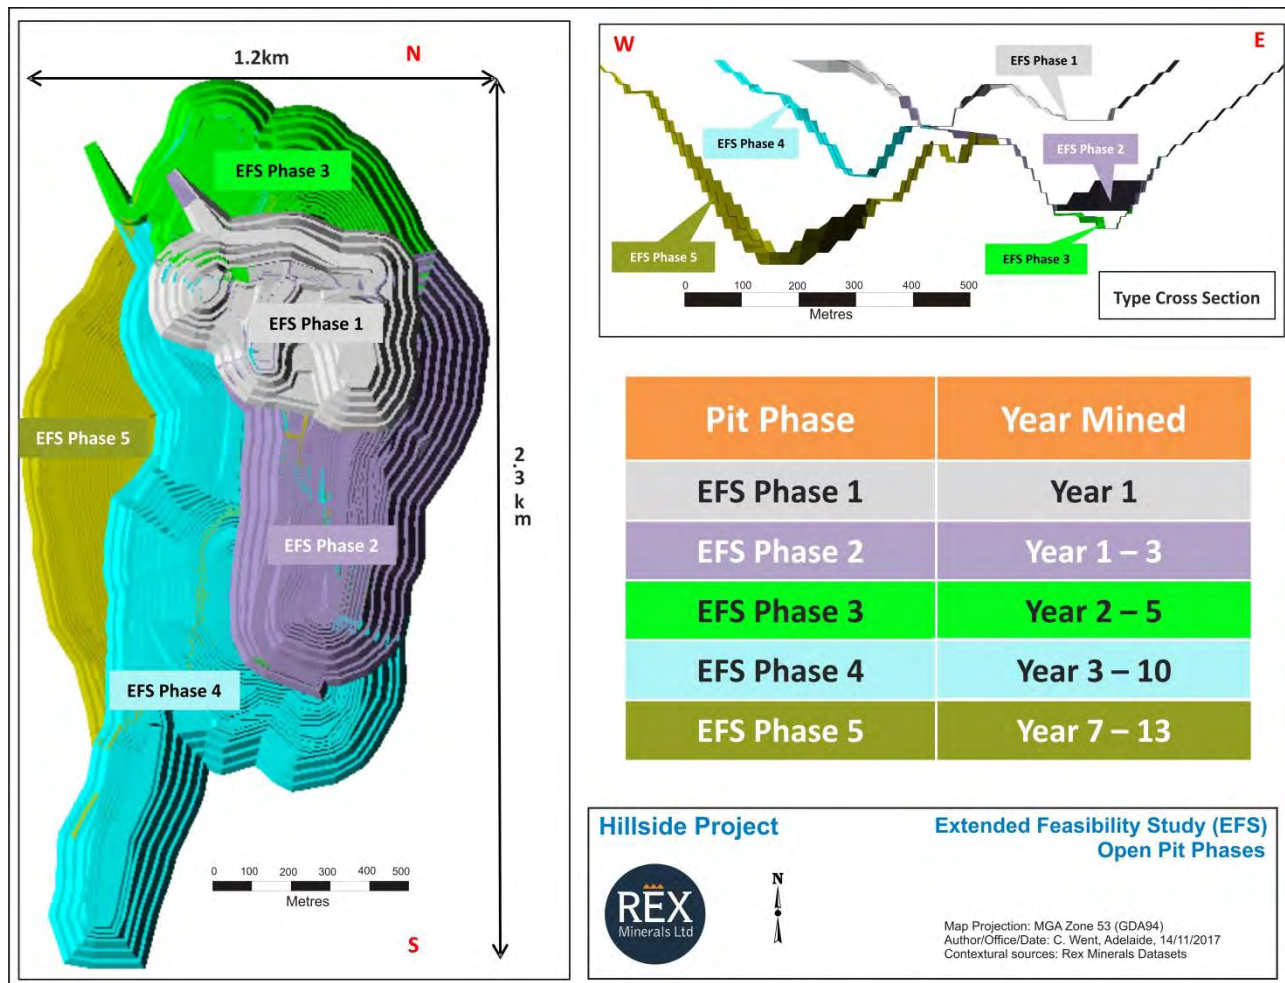 1.2km
N
EFS Phase 3
EFS Phase 1
EFS Phase 5
2.3 km
EFS Phase 2
EFS Phase 4
0 100 200 300 400 500
Metres
S
W
E
EFS Phase 1
EFS Phase 4
EFS Phase 2
EFS Phase 5
EFS Phase 3
0 100 200 300 400 500
Metres
Type Cross Section
Pit Phase Year Mined
EFS Phase 1 Year 1
EFS Phase 2 Year 1 – 3
EFS Phase 3 Year 2 – 5
EFS Phase 4 Year 3 – 10
EFS Phase 5 Year 7 – 13
Hillside Project
Extended Feasibility Study (EFS)
Open Pit Phases
REX
Minerals Ltd
N
Map Projection: MGA Zone 53 (GDA94)
Author/Office/Date: C. Went, Adelaide, 14/11/2017
Contextural sources: Rex Minerals Datasets